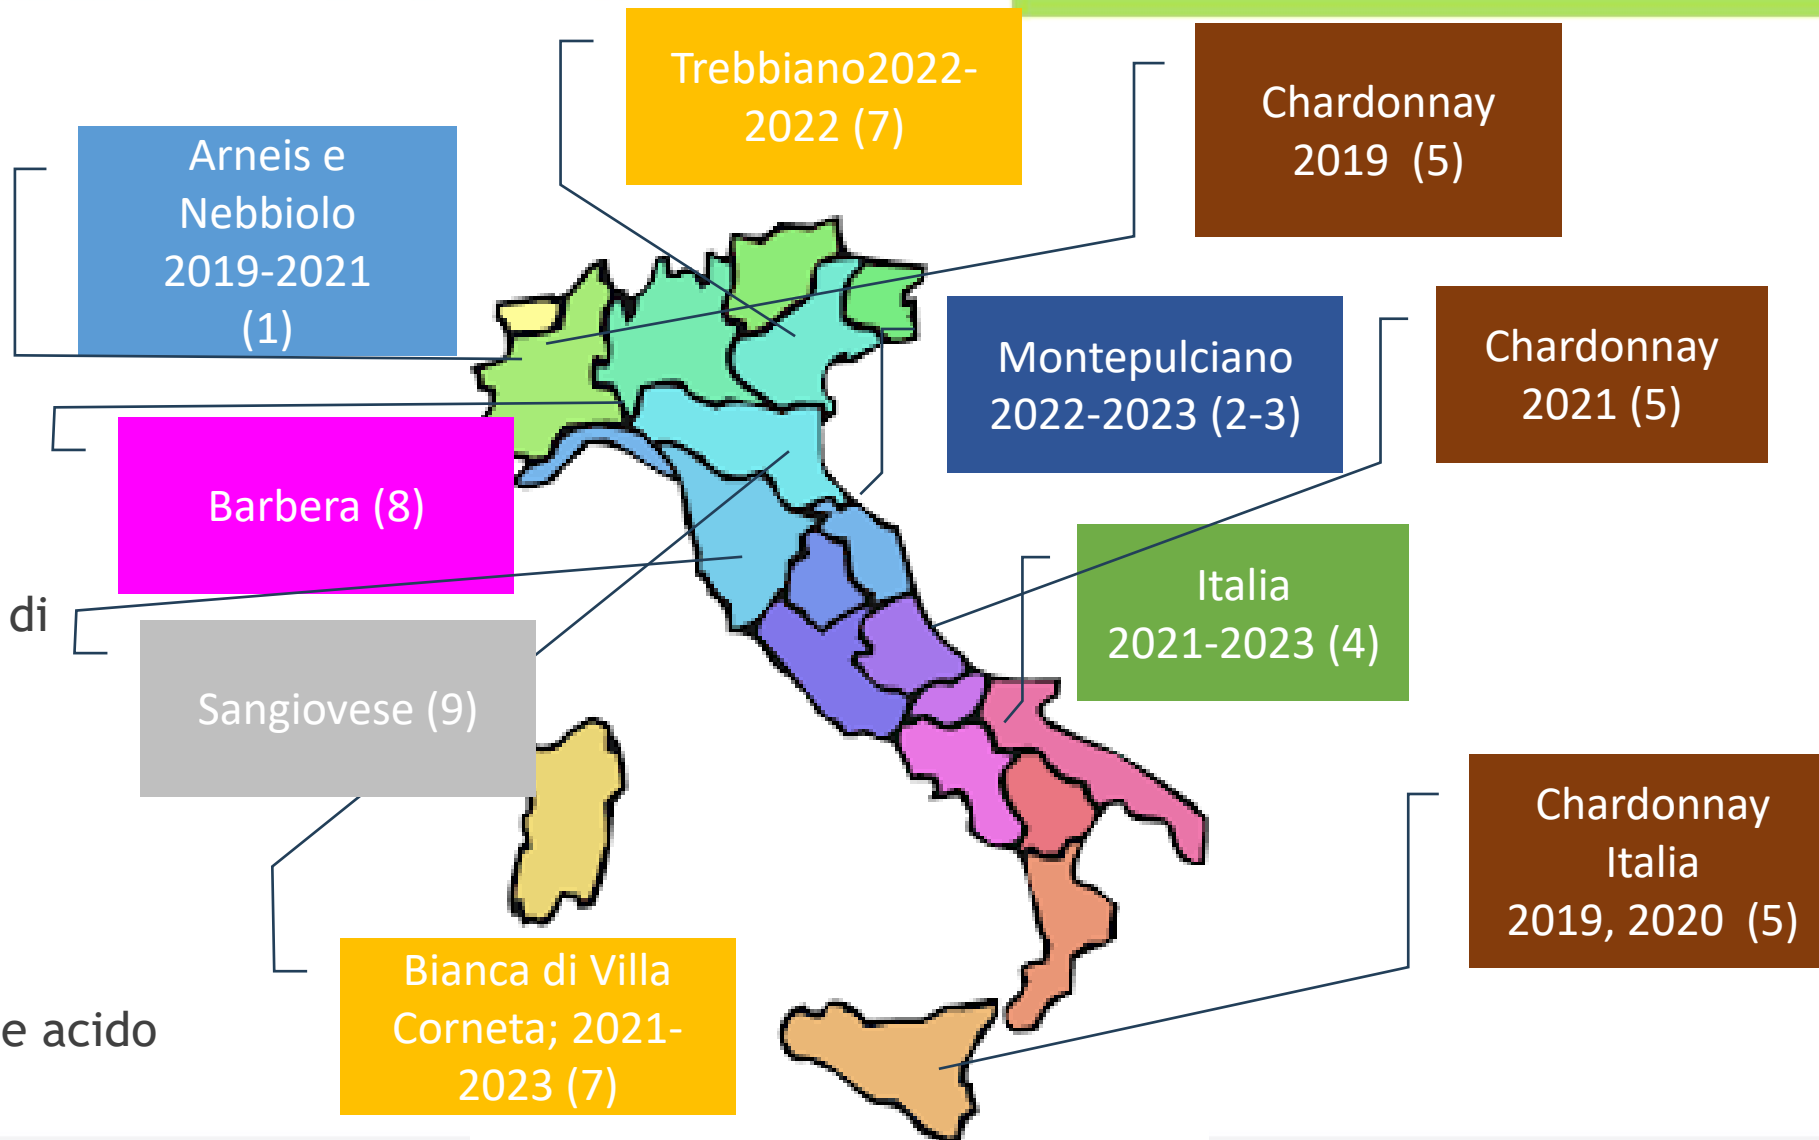 Trebbiano2022-
2022 (7)
Chardonnay
2019 (5)
Arneis e
Nebbiolo
2019-2021
(1)
Montepulciano
2022-2023 (2-3)
Chardonnay
2021 (5)
Barbera (8)
Italia
2021-2023 (4)
di
Sangiovese (9)
Chardonnay
Italia
2019, 2020 (5)
Bianca di Villa
Corneta; 2021-
2023 (7)
e acido